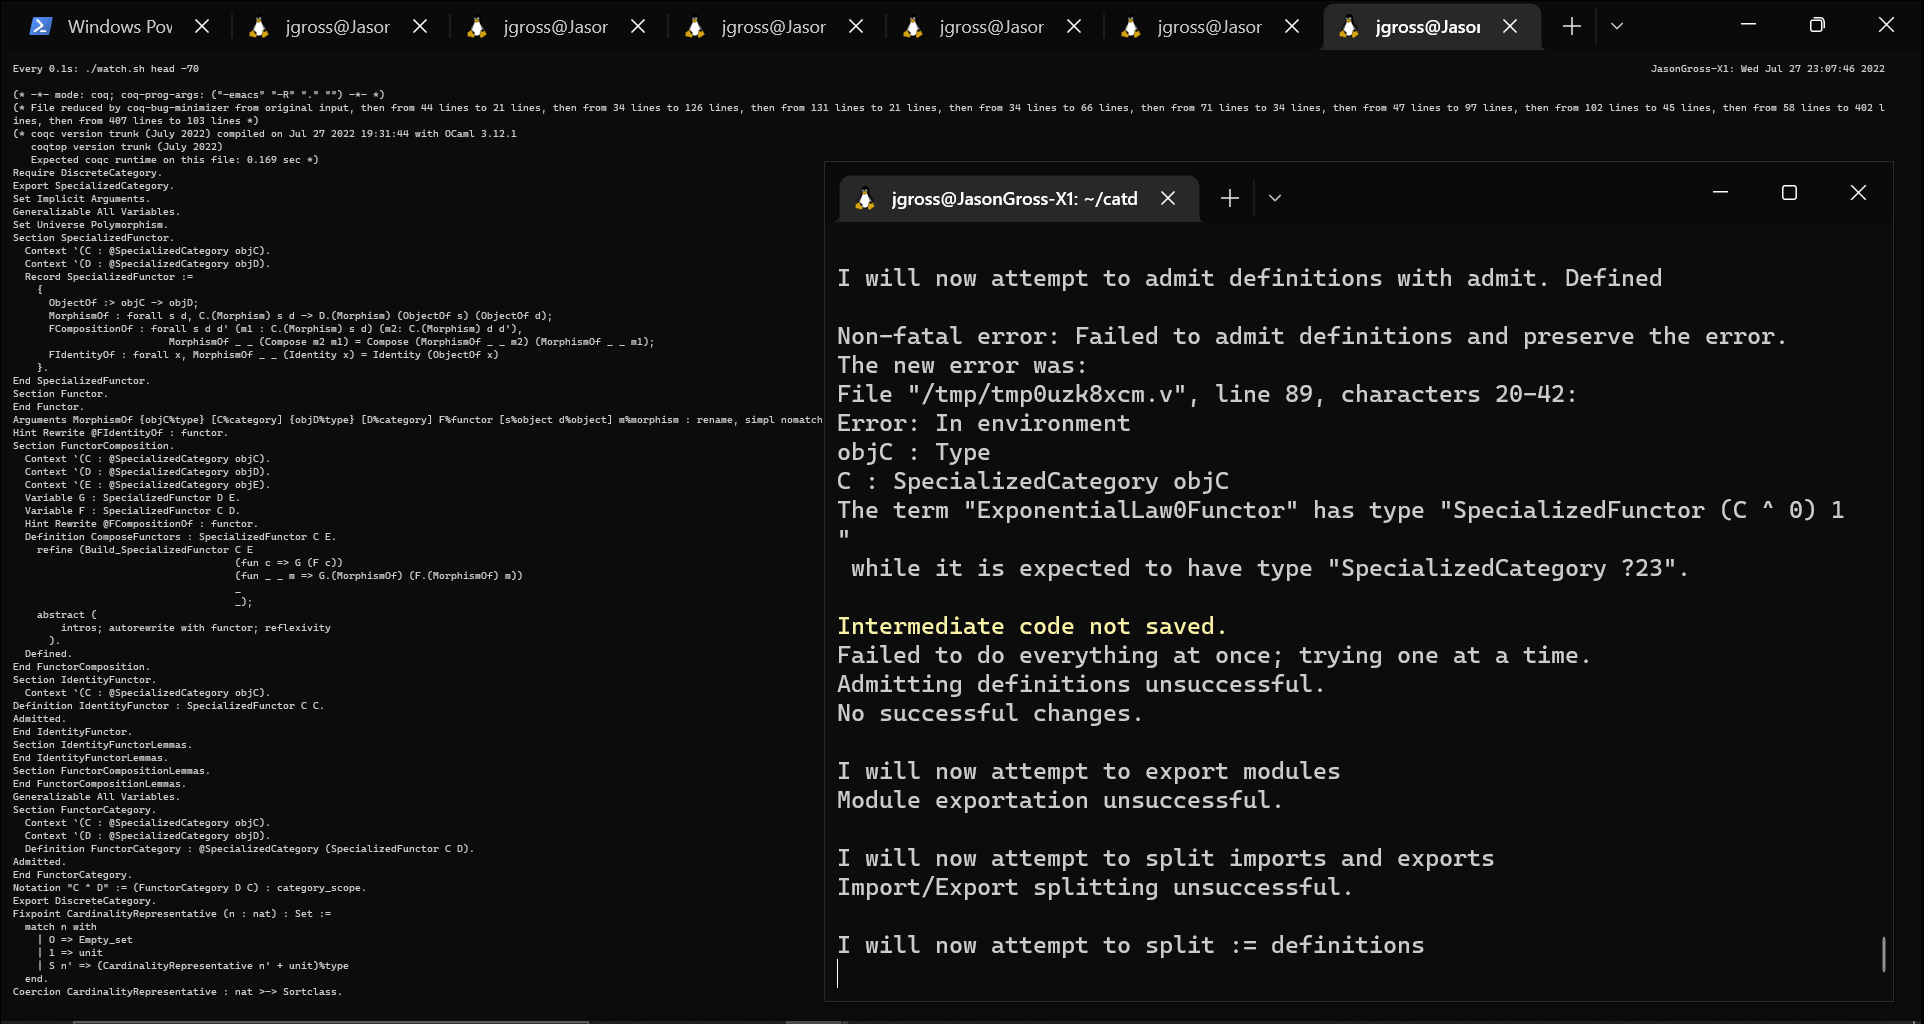 Windows Pow
jgross@Jasor
jgross@Jasor
jgross@Jasor
jgross@Jasor
jgross@Jasor
jgross@Jasor
Every 0.1s: ./watch.sh head -70
JasonGross-X1: Wed Jul 27 23:07:46 2022
(* -*- mode: coq; coq-prog-args: ("-emacs" "-R" "." "") -*- *)
(* File reduced by coq-bug-minimizer from original input, then from 44 lines to 21 lines, then from 34 lines to 126 lines, then from 131 lines to 21 lines, then from 34 lines to 66 lines, then from 71 lines to 34 lines, then from 47 lines to 97 lines, then from 102 lines to 45 lines, then from 58 lines to 402 l
ines, then from 407 lines to 103 lines *)
(* coqc version trunk (July 2022) compiled on Jul 27 2022 19:31:44 with OCaml 3.12.1
   coqtop version trunk (July 2022)
   Expected coqc runtime on this file: 0.169 sec *)
Require DiscreteCategory.
Export SpecializedCategory.
Set Implicit Arguments.
Generalizable All Variables.
Set Universe Polymorphism.
Section SpecializedFunctor.
  Context `(C : @SpecializedCategory objC).
  Context `(D : @SpecializedCategory objD).
  Record SpecializedFunctor :=
    {
      ObjectOf :> objC -> objD;
      MorphismOf : forall s d, C.(Morphism) s d -> D.(Morphism) (ObjectOf s) (ObjectOf d);
      FCompositionOf : forall s d d' (m1 : C.(Morphism) s d) (m2: C.(Morphism) d d'),
                          MorphismOf _ _ (Compose m2 m1) = Compose (MorphismOf _ _ m2) (MorphismOf _ _ m1);
      FIdentityOf : forall x, MorphismOf _ _ (Identity x) = Identity (ObjectOf x)
    }.
End SpecializedFunctor.
Section Functor.
End Functor.
Arguments MorphismOf {objC%type} [C%category] {objD%type} [D%category] F%functor [s%object d%object] m%morphism : rename, simpl nomatch
Hint Rewrite @FIdentityOf : functor.
Section FunctorComposition.
  Context `(C : @SpecializedCategory objC).
  Context `(D : @SpecializedCategory objD).
  Context `(E : @SpecializedCategory objE).
  Variable G : SpecializedFunctor D E.
  Variable F : SpecializedFunctor C D.
  Hint Rewrite @FCompositionOf : functor.
  Definition ComposeFunctors : SpecializedFunctor C E.
    refine (Build_SpecializedFunctor C E
                                     (fun c => G (F c))
                                     (fun _ _ m => G.(MorphismOf) (F.(MorphismOf) m))
                                     _
                                     _);
    abstract (
        intros; autorewrite with functor; reflexivity
      ).
  Defined.
End FunctorComposition.
Section IdentityFunctor.
  Context `(C : @SpecializedCategory objC).
Definition IdentityFunctor : SpecializedFunctor C C.
Admitted.
End IdentityFunctor.
Section IdentityFunctorLemmas.
End IdentityFunctorLemmas.
Section FunctorCompositionLemmas.
End FunctorCompositionLemmas.
Generalizable All Variables.
Section FunctorCategory.
  Context `(C : @SpecializedCategory objC).
  Context `(D : @SpecializedCategory objD).
  Definition FunctorCategory : @SpecializedCategory (SpecializedFunctor C D).
Admitted.
End FunctorCategory.
Notation "C ^ D" := (FunctorCategory D C) : category_scope.
Export DiscreteCategory.
Fixpoint CardinalityRepresentative (n : nat) : Set :=
  match n with
    | O => Empty_set
    | 1 => unit
    | S n' => (CardinalityRepresentative n' + unit)%type
  end.
Coercion CardinalityRepresentative : nat >-> Sortclass.
jgross@JasonGross-X1: ~/catd
I will now attempt to admit definitions with admit. Defined
Non-fatal error: Failed to admit definitions and preserve the error.
The new error was:
File "/tmp/tmp0uzk8xcm.v", line 89, characters 20-42:
Error: In environment
objC : Type
C : SpecializedCategory objC
The term "ExponentialLaw0Functor" has type "SpecializedFunctor (C ^ 0) 1
"
 while it is expected to have type "SpecializedCategory ?23".
Intermediate code not saved.
Failed to do everything at once; trying one at a time.
Admitting definitions unsuccessful.
No successful changes.
I will now attempt to export modules
Module exportation unsuccessful.
I will now attempt to split imports and exports
Import/Export splitting unsuccessful.
I will now attempt to split := definitions